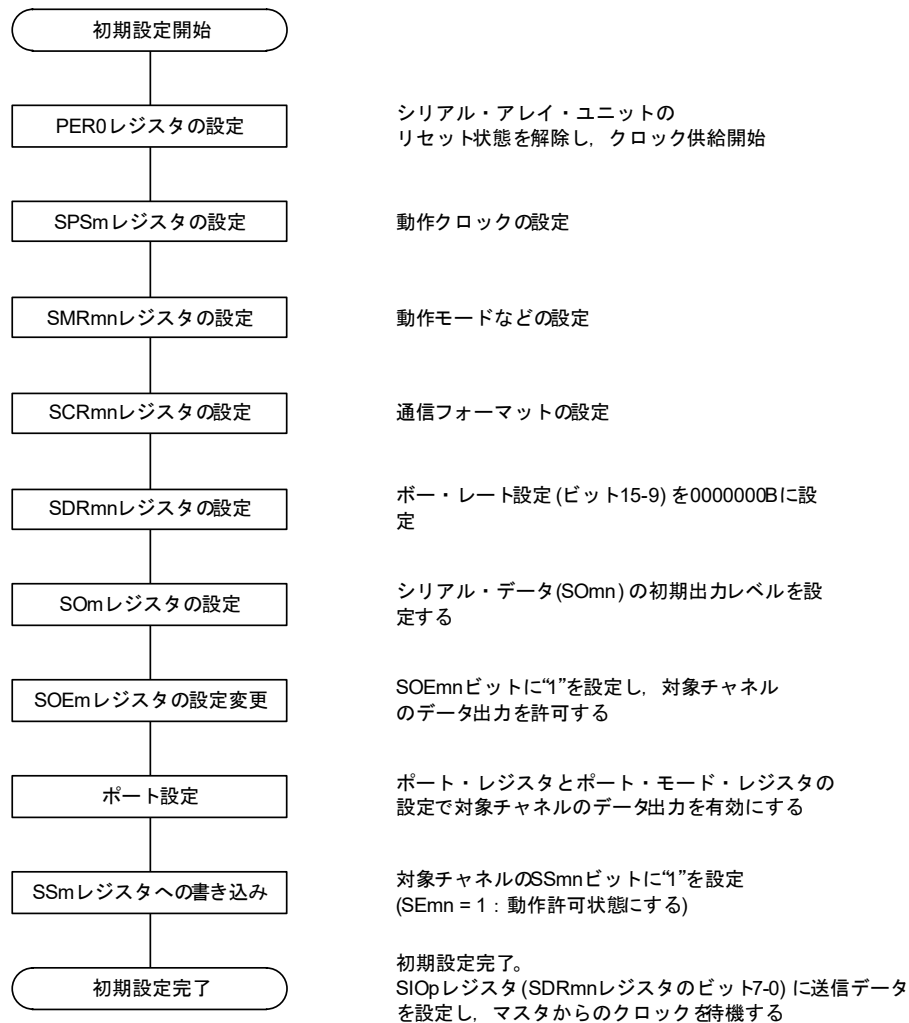 初期設定開始
PER0レジスタの設定
シリアル・アレイ・ユニットの
リセット状態を解除し，クロック供給開始
SPSmレジスタの設定
動作クロックの設定
SMRmnレジスタの設定
動作モードなどの設定
SCRmnレジスタの設定
通信フォーマットの設定
SDRmnレジスタの設定
ボー・レート設定 (ビット15-9) を0000000Bに設
定
SOmレジスタの設定
シリアル・データ(SOmn) の初期出力レベルを設
定する
SOEmレジスタの設定変更
SOEmnビットに“1”を設定し，対象チャネル
のデータ出力を許可する
ポート設定
ポート・レジスタとポート・モード・レジスタの
設定で対象チャネルのデータ出力を有効にする
SSmレジスタへの書き込み
対象チャネルのSSmnビットに“1”を設定
(SEmn = 1 : 動作許可状態にする)
初期設定完了
初期設定完了。
SIOpレジスタ(SDRmnレジスタのビット7-0) に送信データ
を設定し，マスタからのクロックを待機する